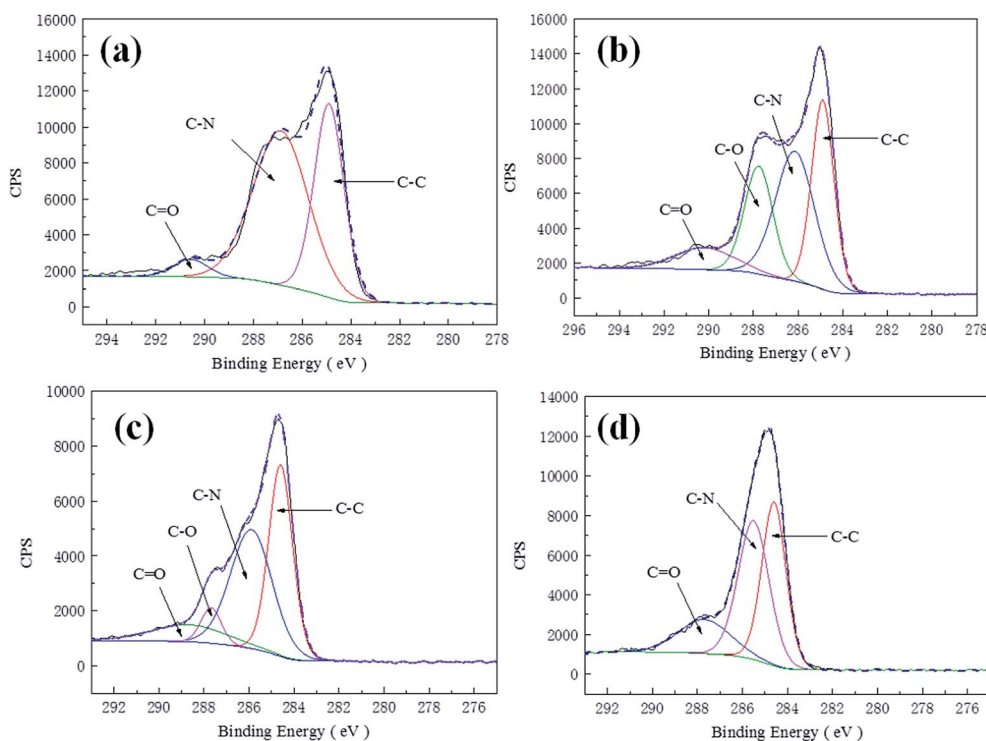 (a)
16000
14000
12000
10000
8000
6000
4000
2000
0
CPS
C-N
C=O
C-C
294 292 290 288 286 284 282 280 278
Binding Energy ( eV )
(b)
16000
14000
12000
10000
8000
6000
4000
2000
0
CPS
C-N
C-O
C=O
C-C
296 294 292 290 288 286 284 282 280 278
Binding Energy ( eV )
(c)
10000
8000
6000
4000
2000
0
CPS
C-N
C-O
C=O
C-C
292 290 288 286 284 282 280 278 276
Binding Energy ( eV )
(d)
14000
12000
10000
8000
6000
4000
2000
0
CPS
C-N
C=O
C-C
292 290 288 286 284 282 280 278 276
Binding Energy ( eV )